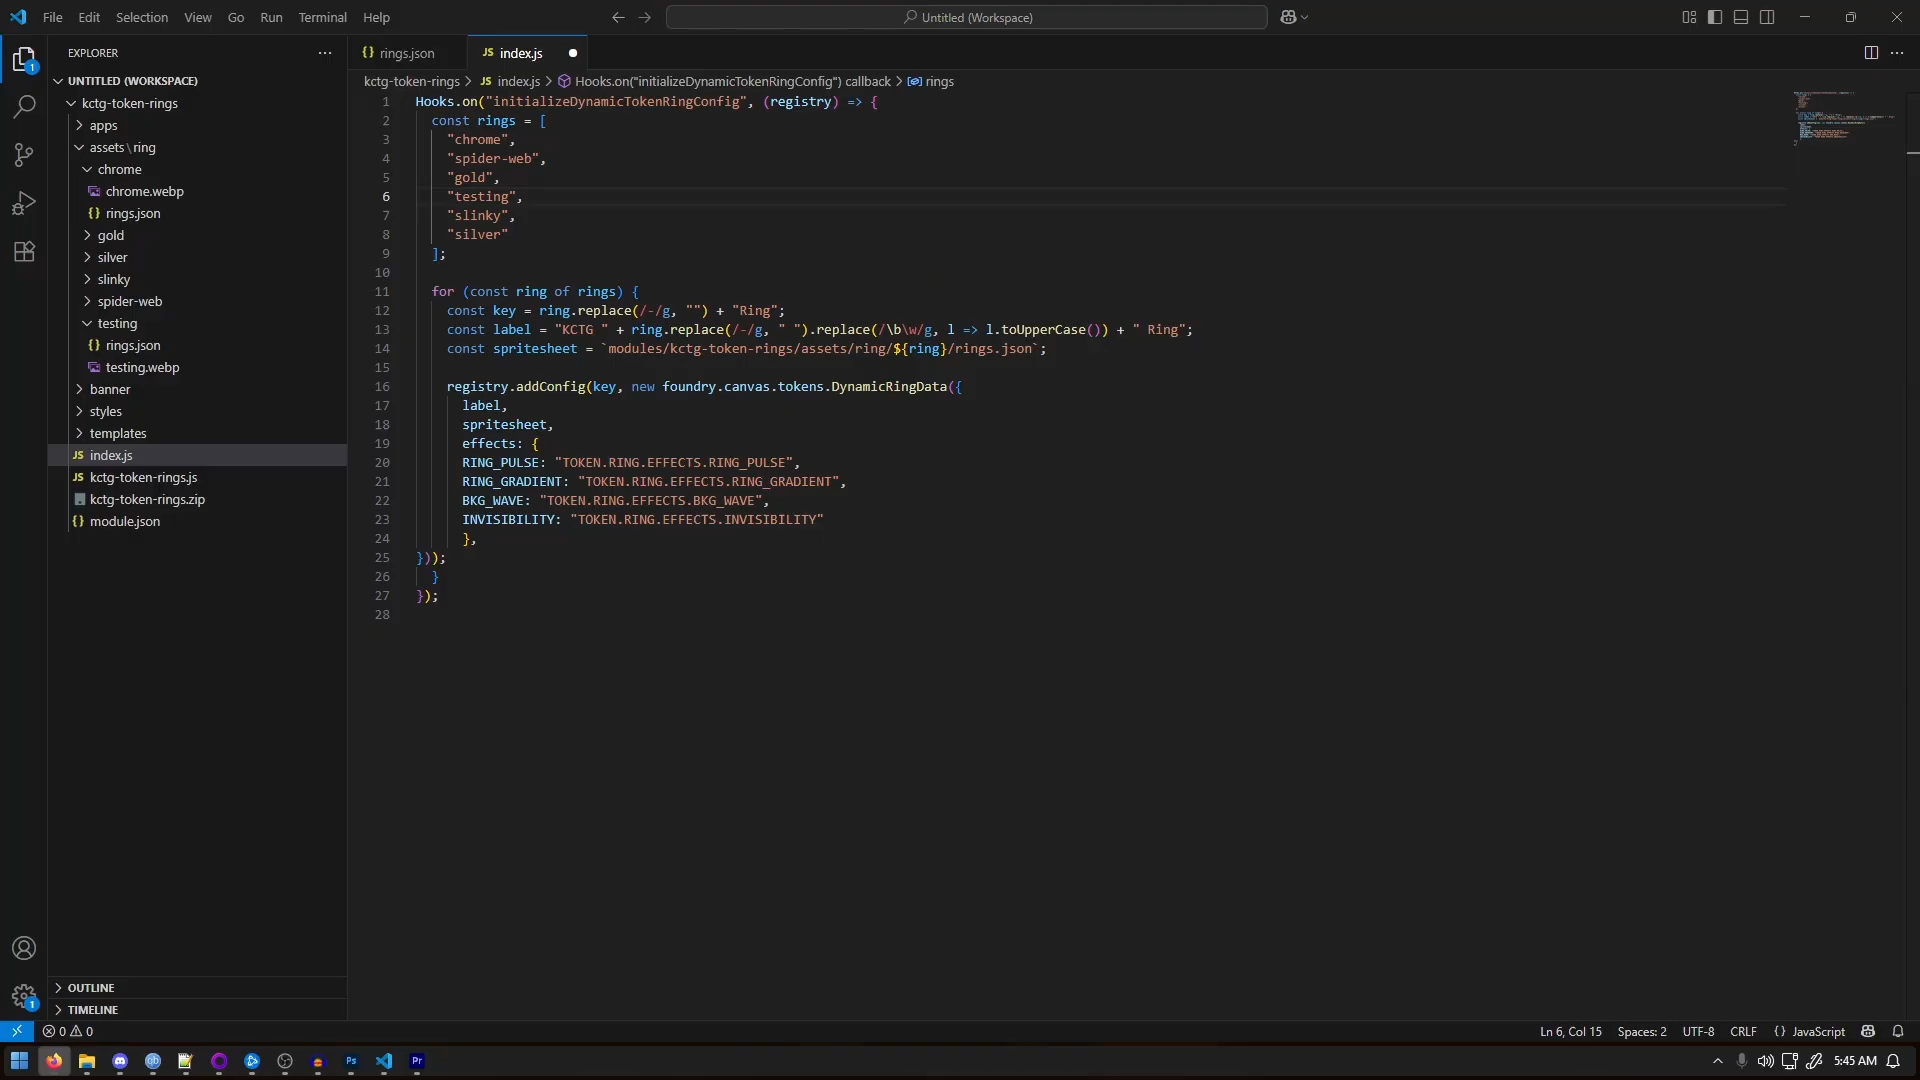 File Edit Selection View Go Run Terminal Help
Untitled (Workspace)
EXPLORER
1
UNTITLED (WORKSPACE)
kctg-token-rings
apps
assets\ring
chrome
chrome.webp
rings.json
gold
silver
slinky
spider-web
testing
rings.json
testing.webp
banner
styles
templates
JS index.js
JS kctg-token-rings.js
kctg-token-rings.zip
{} module.json
OUTLINE
TIMELINE
1
{} rings.json
JS index.js
kctg-token-rings > JS index.js > Hooks.on("initializeDynamicTokenRingConfig") callback > rings
1 Hooks.on("initializeDynamicTokenRingConfig", (registry) => {
2 const rings = [
3 "chrome",
4 "spider-web",
5 "gold",
6 "testing",
7 "slinky",
8 "silver"
9 ];
10
11 for (const ring of rings) {
12 const key = ring.replace(/-/g, "") + "Ring";
13 const label = "KCTG " + ring.replace(/-/g, " ").replace(/\b\w/g, l => l.toUpperCase()) + " Ring";
14 const spritesheet = `modules/kctg-token-rings/assets/ring/${ring}/rings.json`;
15
16 registry.addConfig(key, new foundry.canvas.tokens.DynamicRingData({
17 label,
18 spritesheet,
19 effects: {
20 RING_PULSE: "TOKEN.RING.EFFECTS.RING_PULSE",
21 RING_GRADIENT: "TOKEN.RING.EFFECTS.RING_GRADIENT",
22 BKG_WAVE: "TOKEN.RING.EFFECTS.BKG_WAVE",
23 INVISIBILITY: "TOKEN.RING.EFFECTS.INVISIBILITY"
24 },
25 }));
26 }
27 });
28
0 0
Ln 6, Col 15 Spaces: 2 UTF-8 CRLF {} JavaScript
qb Ps Pr
5:45 AM